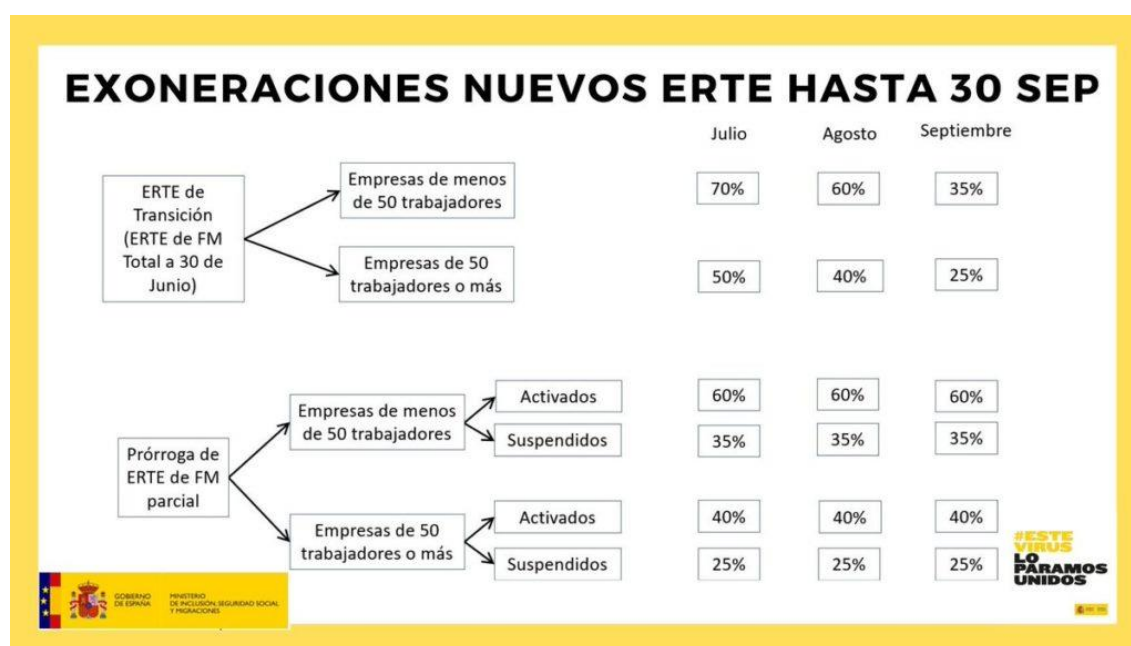 EXONERACIONES NUEVOS ERTE HASTA 30 SEP
Julio
Agosto
Septiembre
ERTE de
Transición
(ERTE de FM
Total a 30 de
Junio)
Empresas de menos
de 50 trabajadores
70%
60%
35%
Empresas de 50
trabajadores o más
50%
40%
25%
Prórroga de
ERTE de FM
parcial
Empresas de menos
de 50 trabajadores
Activados
60%
60%
60%
Suspendidos
35%
35%
35%
Empresas de 50
trabajadores o más
Activados
40%
40%
40%
Suspendidos
25%
25%
25%
#ESTE
VIRUS
LO
PARAMOS
UNIDOS
GOBIERNO
DE ESPAÑA
MINISTERIO
DE INCLUSIÓN, SEGURIDAD SOCIAL
Y MIGRACIONES